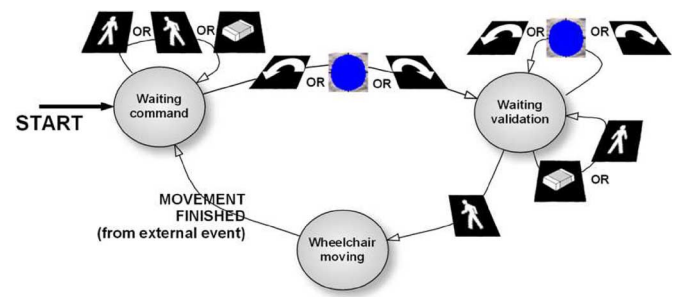 OR
OR
OR
OR
OR
OR
Waiting
command
START
Waiting
validation
OR
MOVEMENT
FINISHED
(from external event)
Wheelchair
moving